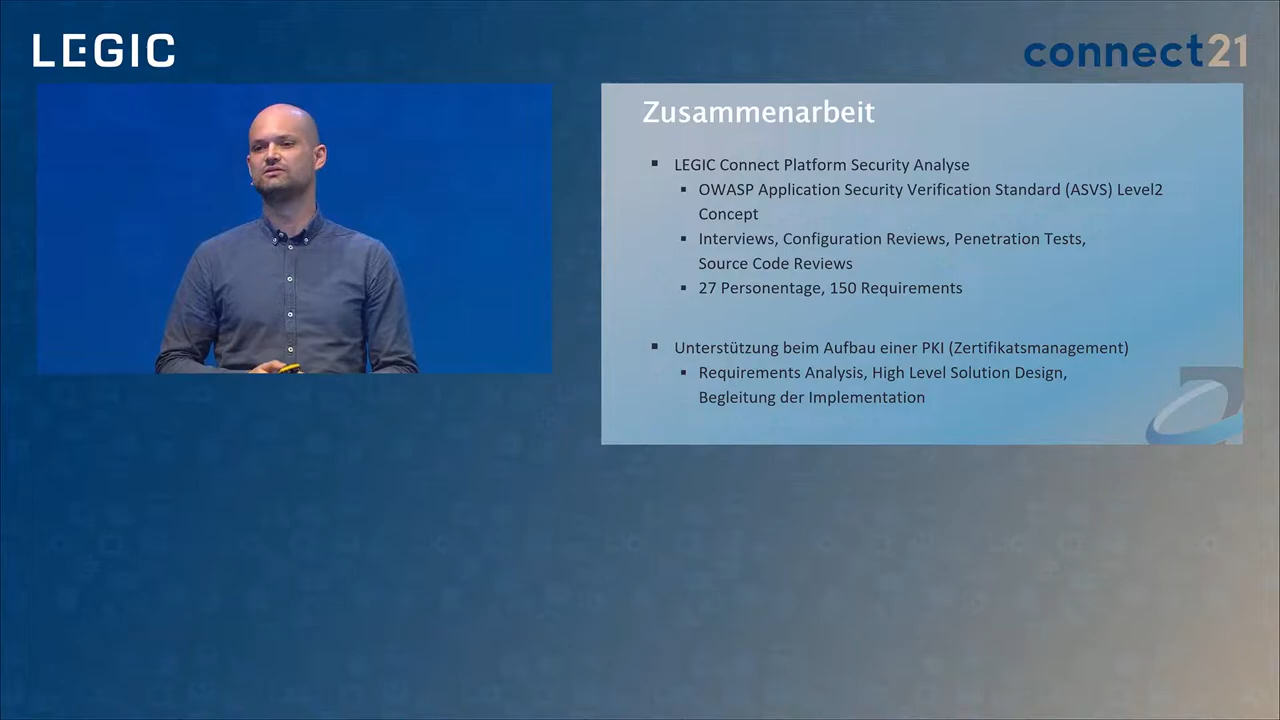 LEGIC
connect21
Zusammenarbeit
LEGIC Connect Platform Security Analyse
OWASP Application Security Verification Standard (ASVS) Level2
Concept
Interviews, Configuration Reviews, Penetration Tests,
Source Code Reviews
27 Personentage, 150 Requirements
Unterstützung beim Aufbau einer PKI (Zertifikatsmanagement)
Requirements Analysis, High Level Solution Design,
Begleitung der Implementation